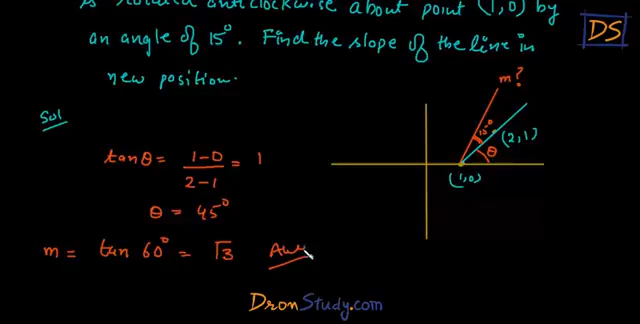 is rotated anticlockwise about point (1,0) by
an angle of 15°. Find the slope of the line in
new position.
DS
Sol
m?
15°
(2,1)
θ
(1,0)
tanθ = 1-0 / 2-1 = 1
θ = 45°
m = tan 60° = √3 Ans
DronStudy.com